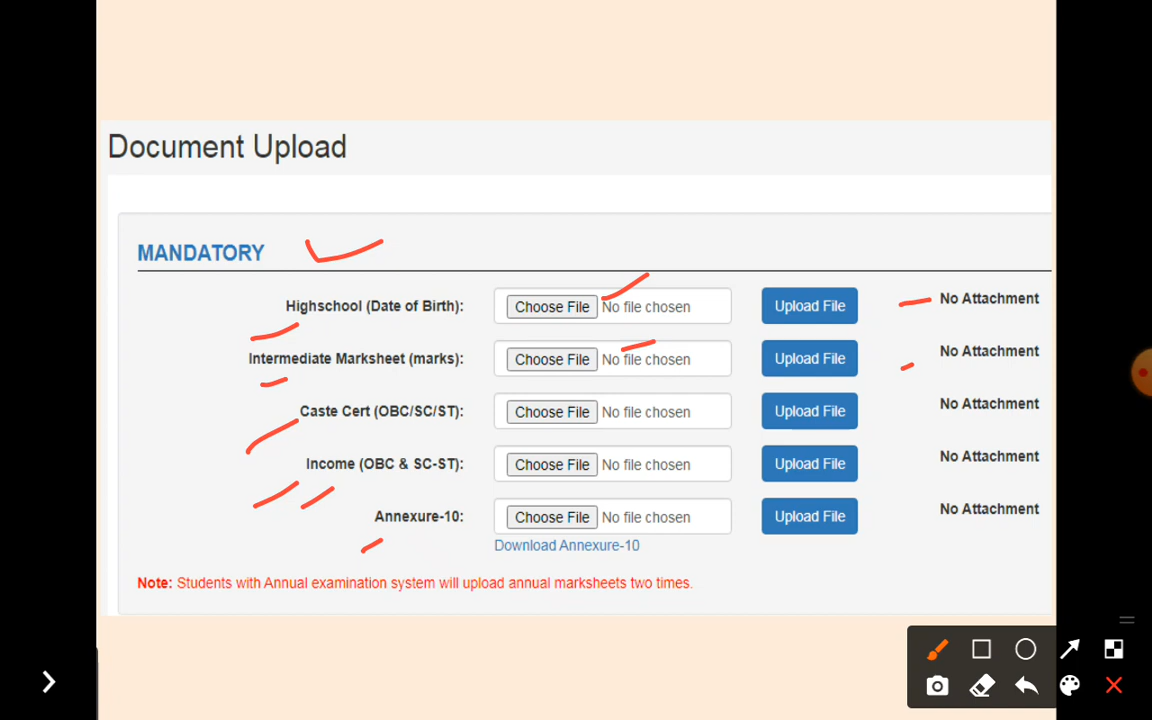 Document Upload
MANDATORY
Highschool (Date of Birth): Choose File No file chosen Upload File No Attachment
Intermediate Marksheet (marks): Choose File No file chosen Upload File No Attachment
Caste Cert (OBC/SC/ST): Choose File No file chosen Upload File No Attachment
Income (OBC & SC-ST): Choose File No file chosen Upload File No Attachment
Annexure-10: Choose File No file chosen Upload File No Attachment
Download Annexure-10
Note: Students with Annual examination system will upload annual marksheets two times.